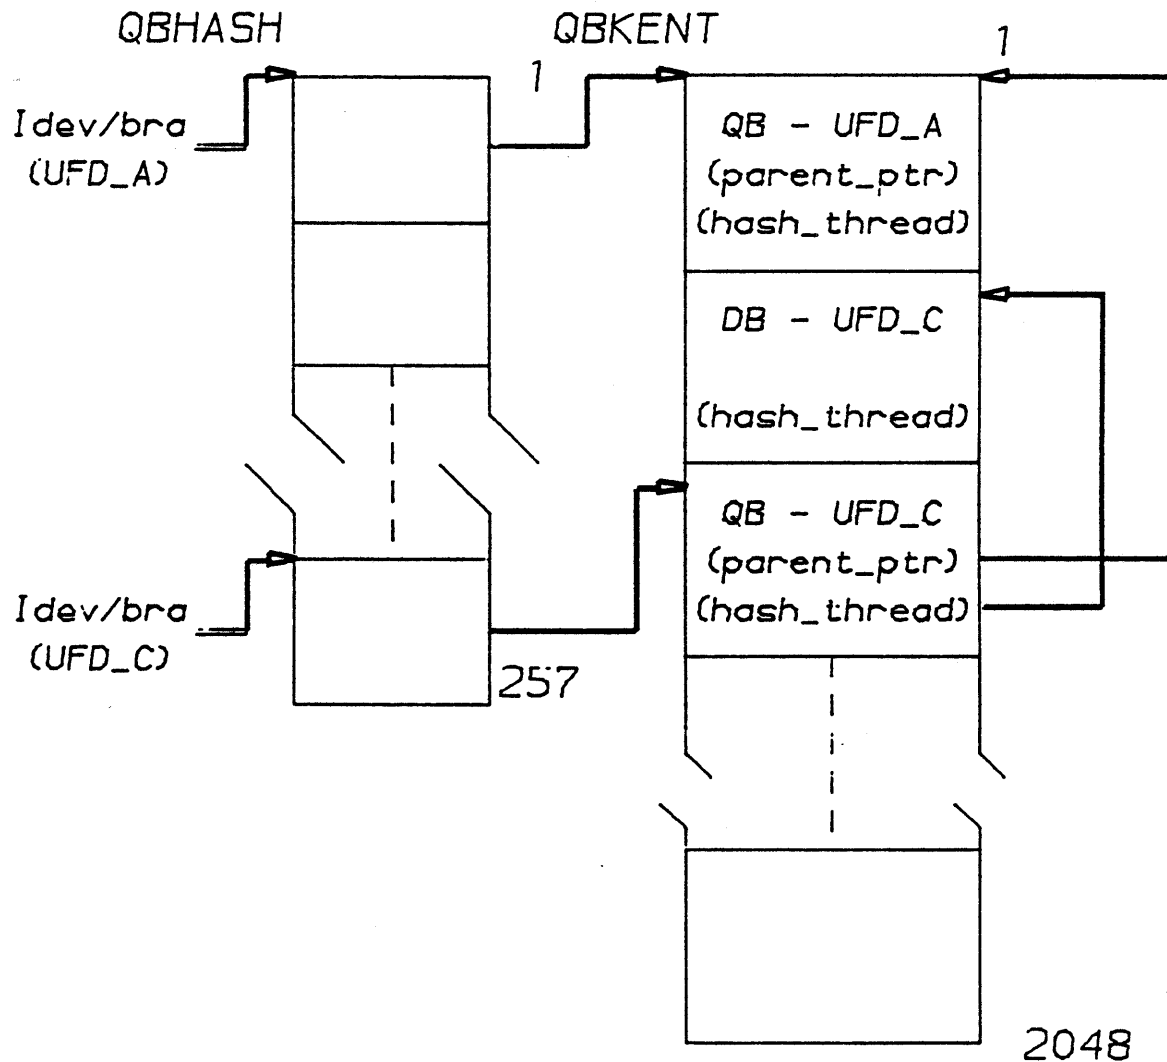 QBHASH
QBKENT
1
1
Idev/bra
(UFD_A)
QB - UFD_A
(parent_ptr)
(hash_thread)
DB - UFD_C
(hash_thread)
QB - UFD_C
(parent_ptr)
(hash_thread)
Idev/bra
(UFD_C)
257
2048